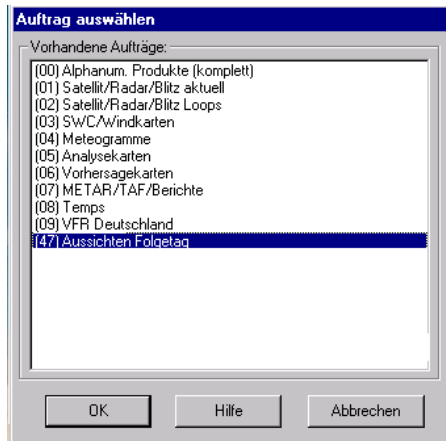 Auftrag auswählen
Vorhandene Aufträge:
(00) Alphanum. Produkte (komplett)
(01) Satellit/Radar/Blitz aktuell
(02) Satellit/Radar/Blitz Loops
(03) SWC/Windkarten
(04) Meteogramme
(05) Analysekarten
(06) Vorhersagekarten
(07) METAR/TAF/Berichte
(08) Temps
(09) VFR Deutschland
(47) Aussichten Folgetag
OK Hilfe Abbrechen